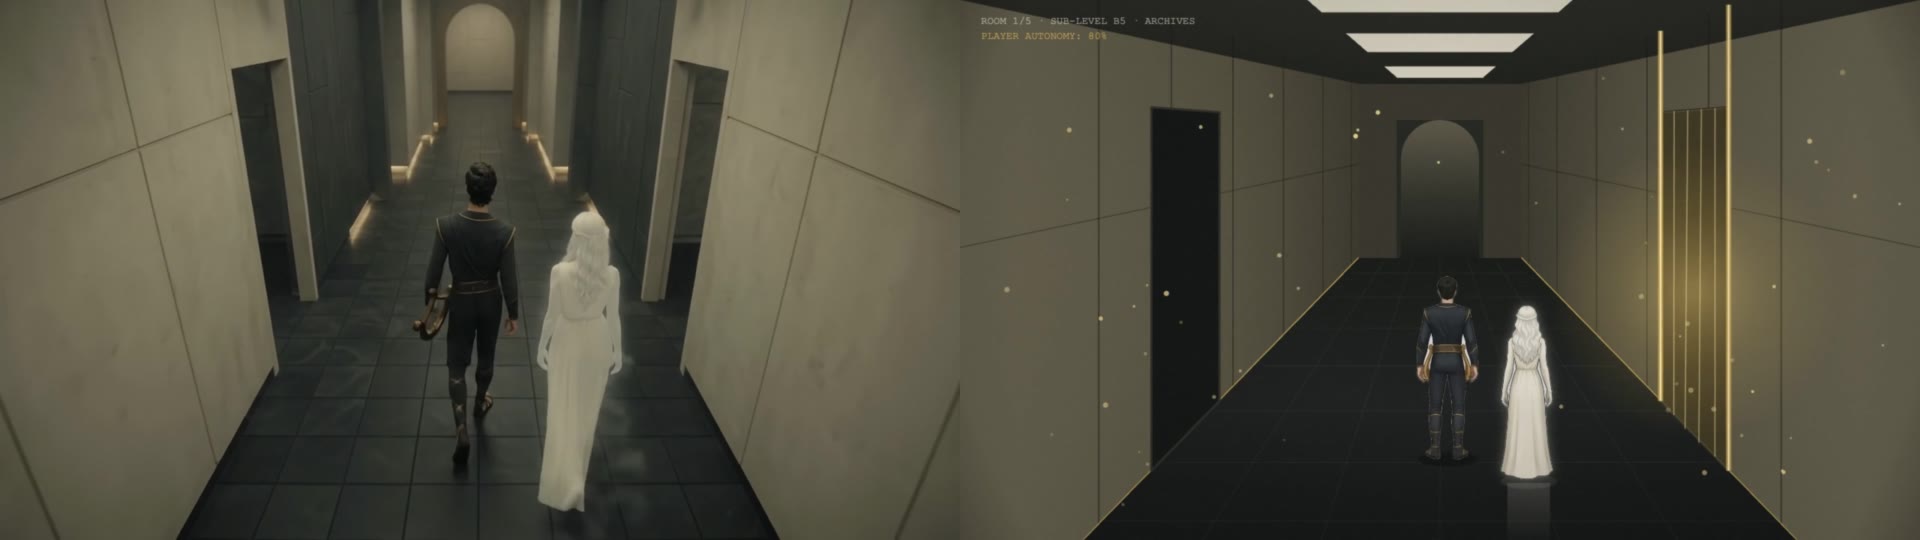 ROOM 1/5 · SUB-LEVEL B5 · ARCHIVES
PLAYER AUTONOMY: 80%